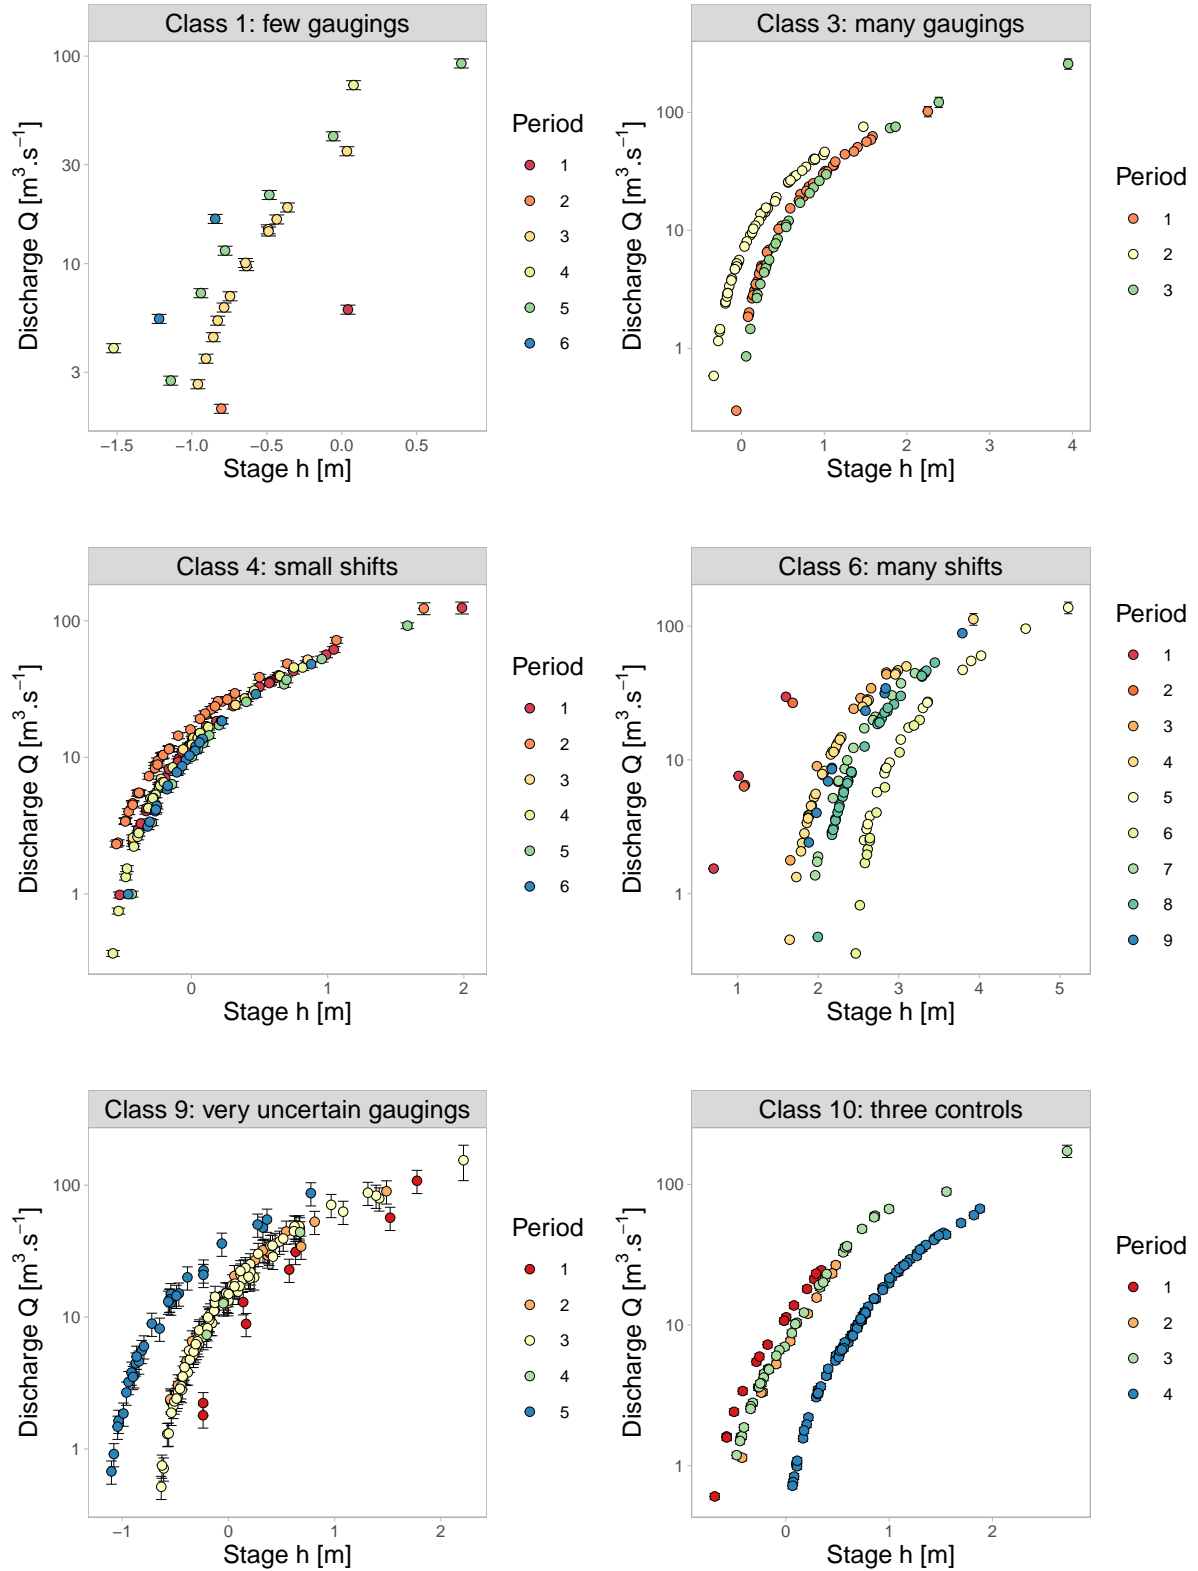 Class 1: few gaugings
100
30
10
3
−1.5 −1.0 −0.5 0.0 0.5
Stage h [m]
Discharge Q [m³.s⁻¹]
Period
1
2
3
4
5
6
Class 3: many gaugings
100
10
1
0 1 2 3 4
Stage h [m]
Discharge Q [m³.s⁻¹]
Period
1
2
3
Class 4: small shifts
100
10
1
0 1 2
Stage h [m]
Discharge Q [m³.s⁻¹]
Period
1
2
3
4
5
6
Class 6: many shifts
100
10
1
1 2 3 4 5
Stage h [m]
Discharge Q [m³.s⁻¹]
Period
1
2
3
4
5
6
7
8
9
Class 9: very uncertain gaugings
100
10
1
−1 0 1 2
Stage h [m]
Discharge Q [m³.s⁻¹]
Period
1
2
3
4
5
Class 10: three controls
100
10
1
0 1 2
Stage h [m]
Discharge Q [m³.s⁻¹]
Period
1
2
3
4